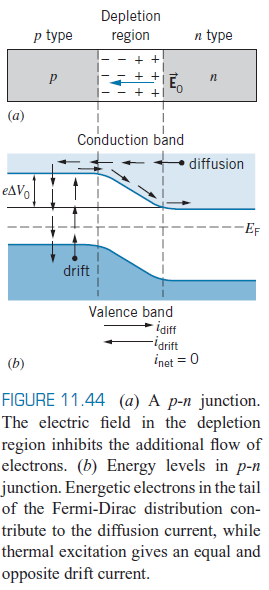 Depletion
p type region n type
p − − + + n
− − + + E⃗₀
− − + +
(a)
Conduction band
diffusion
eΔV₀
EF
drift
Valence band
idiff
idrift
inet = 0
(b)
FIGURE 11.44 (a) A p-n junction.
The electric field in the depletion
region inhibits the additional flow of
electrons. (b) Energy levels in p-n
junction. Energetic electrons in the tail
of the Fermi-Dirac distribution con-
tribute to the diffusion current, while
thermal excitation gives an equal and
opposite drift current.